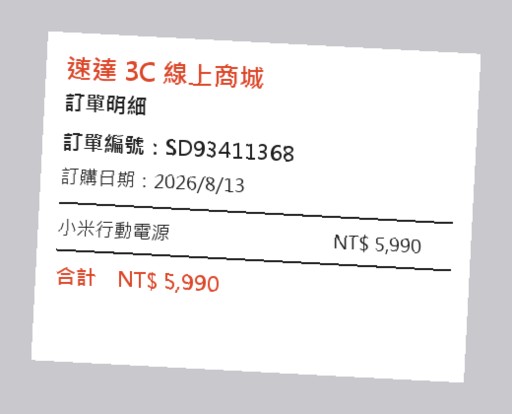 速達 3C 線上商城
訂單明細
訂單編號：SD93411368
訂購日期：2026/8/13
小米行動電源 NT$ 5,990
合計 NT$ 5,990